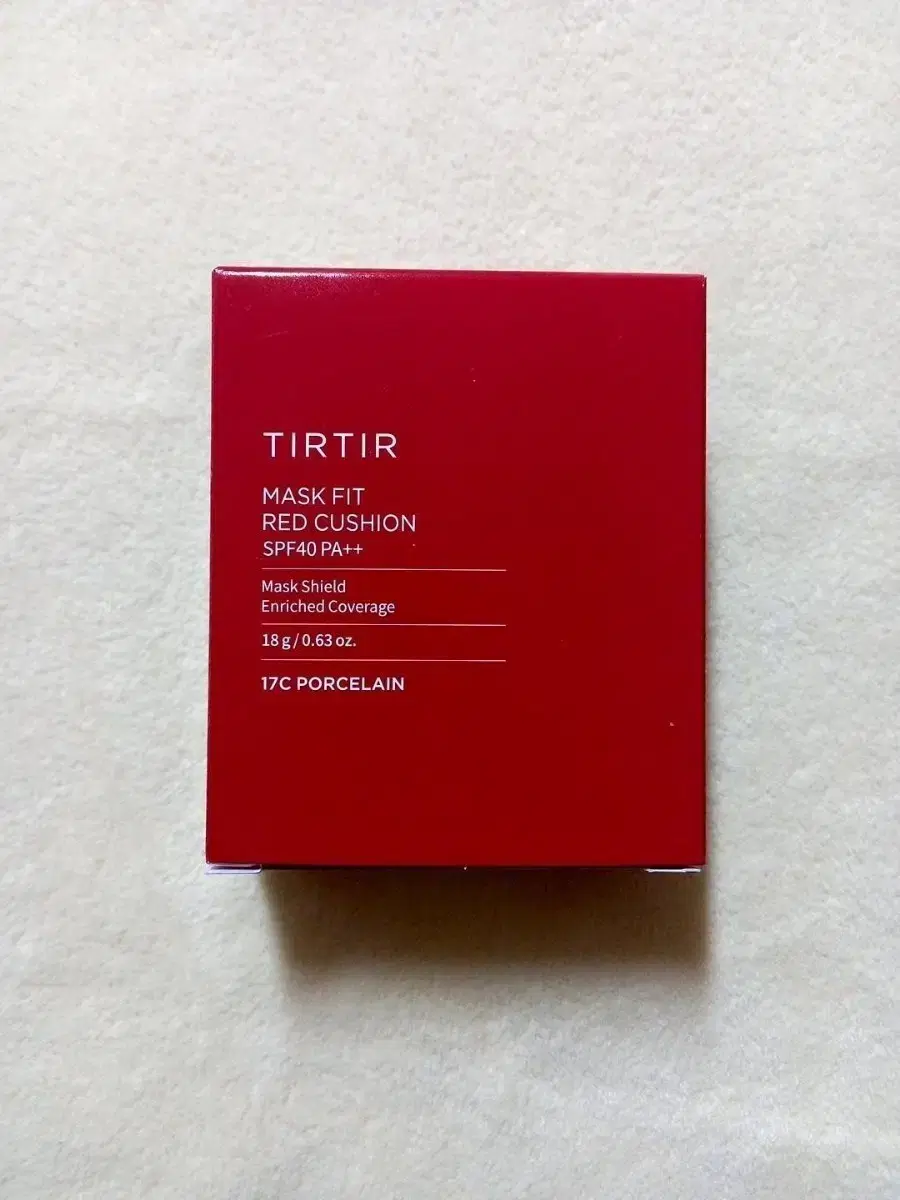 TIRTIR
MASK FIT
RED CUSHION
SPF40 PA++
Mask Shield
Enriched Coverage
18 g / 0.63 oz.
17C PORCELAIN